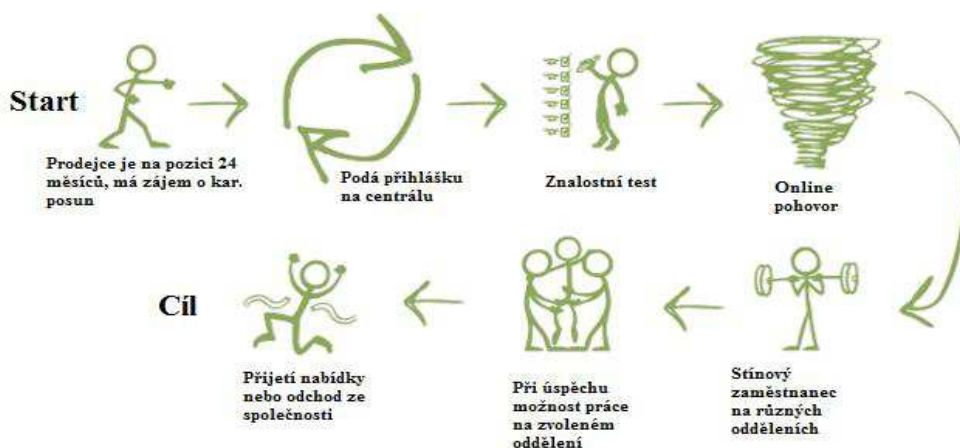 Start
Prodejce je na pozici 24
měsíců, má zájem o kar.
posun
Podá přihlášku
na centrálu
Znalostní test
Online
pohovor
Stínový
zaměstnanec
na různých
odděleních
Při úspěchu
možnost práce
na zvoleném
oddělení
Cíl
Přijetí nabídky
nebo odchod ze
společnosti